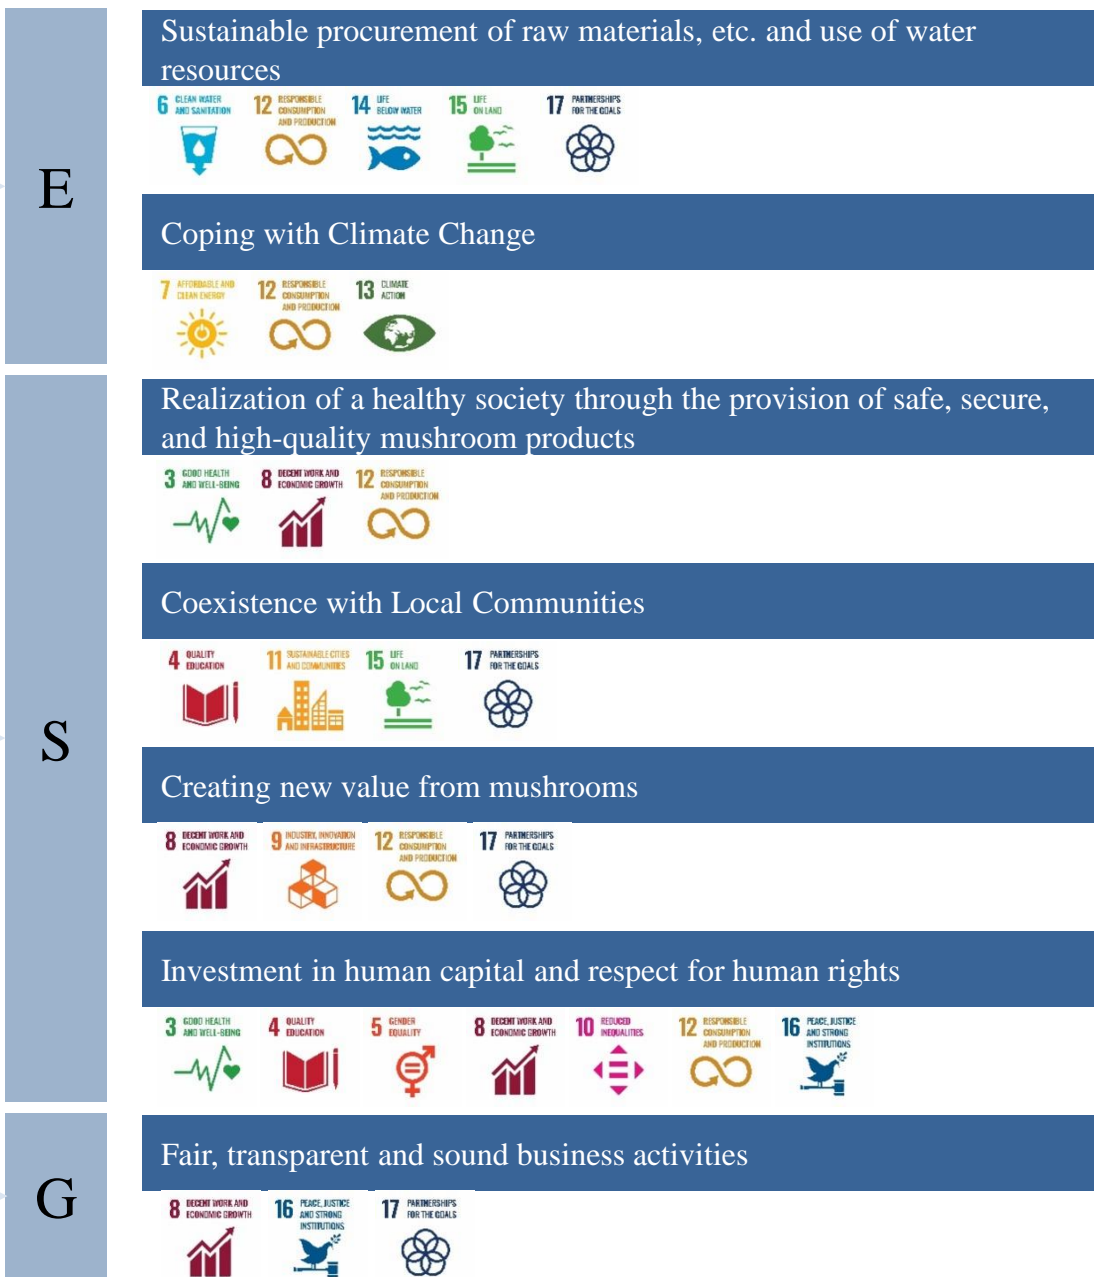 E
Sustainable procurement of raw materials, etc. and use of water
resources
6 CLEAN WATER
AND SANITATION
12 RESPONSIBLE
CONSUMPTION
AND PRODUCTION
14 LIFE
BELOW WATER
15 LIFE
ON LAND
17 PARTNERSHIPS
FOR THE GOALS
Coping with Climate Change
7 AFFORDABLE AND
CLEAN ENERGY
12 RESPONSIBLE
CONSUMPTION
AND PRODUCTION
13 CLIMATE
ACTION
S
Realization of a healthy society through the provision of safe, secure,
and high-quality mushroom products
3 GOOD HEALTH
AND WELL-BEING
8 DECENT WORK AND
ECONOMIC GROWTH
12 RESPONSIBLE
CONSUMPTION
AND PRODUCTION
Coexistence with Local Communities
4 QUALITY
EDUCATION
11 SUSTAINABLE CITIES
AND COMMUNITIES
15 LIFE
ON LAND
17 PARTNERSHIPS
FOR THE GOALS
Creating new value from mushrooms
8 DECENT WORK AND
ECONOMIC GROWTH
9 INDUSTRY, INNOVATION
AND INFRASTRUCTURE
12 RESPONSIBLE
CONSUMPTION
AND PRODUCTION
17 PARTNERSHIPS
FOR THE GOALS
Investment in human capital and respect for human rights
3 GOOD HEALTH
AND WELL-BEING
4 QUALITY
EDUCATION
5 GENDER
EQUALITY
8 DECENT WORK AND
ECONOMIC GROWTH
10 REDUCED
INEQUALITIES
12 RESPONSIBLE
CONSUMPTION
AND PRODUCTION
16 PEACE, JUSTICE
AND STRONG
INSTITUTIONS
G
Fair, transparent and sound business activities
8 DECENT WORK AND
ECONOMIC GROWTH
16 PEACE, JUSTICE
AND STRONG
INSTITUTIONS
17 PARTNERSHIPS
FOR THE GOALS